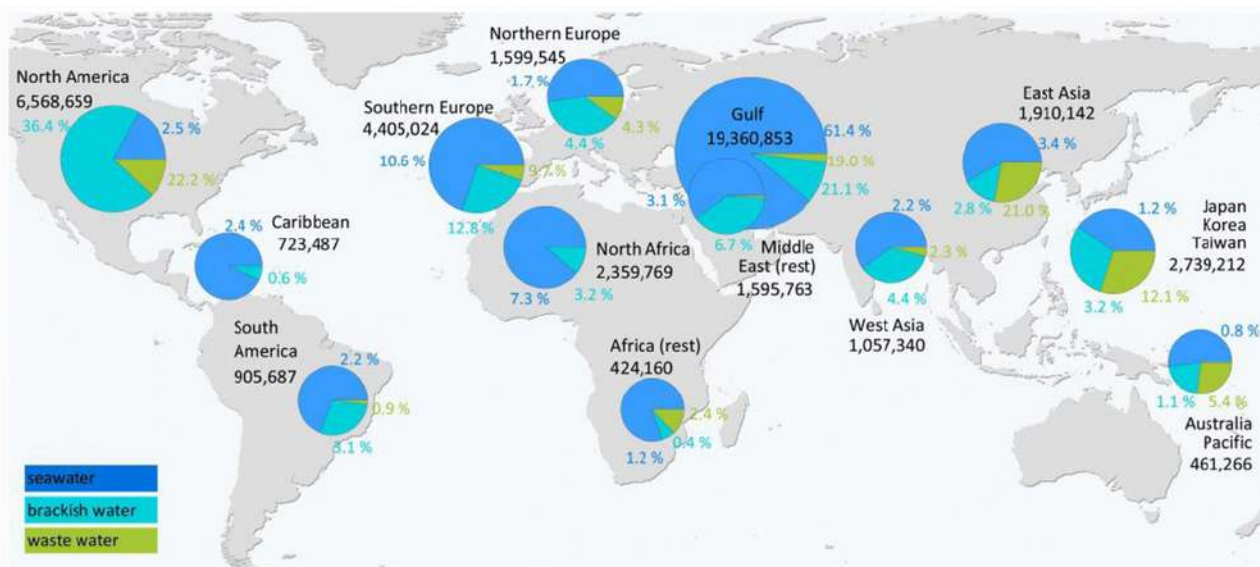 North America
6,568,659
36.4 %
2.5 %
22.2 %
Northern Europe
1,599,545
1.7 %
4.3 %
4.4 %
Southern Europe
4,405,024
10.6 %
9.7 %
12.8 %
Gulf
19,360,853
61.4 %
19.0 %
21.1 %
3.1 %
6.7 %
Middle
East (rest)
1,595,763
East Asia
1,910,142
3.4 %
2.8 %
21.0 %
1.2 %
Japan
Korea
Taiwan
2,739,212
3.2 %
12.1 %
2.4 %
Caribbean
723,487
0.6 %
North Africa
2,359,769
7.3 %
3.2 %
2.2 %
2.3 %
4.4 %
West Asia
1,057,340
South
America
905,687
2.2 %
0.9 %
3.1 %
Africa (rest)
424,160
2.4 %
0.4 %
1.2 %
0.8 %
1.1 %
5.4 %
Australia
Pacific
461,266
seawater
brackish water
waste water